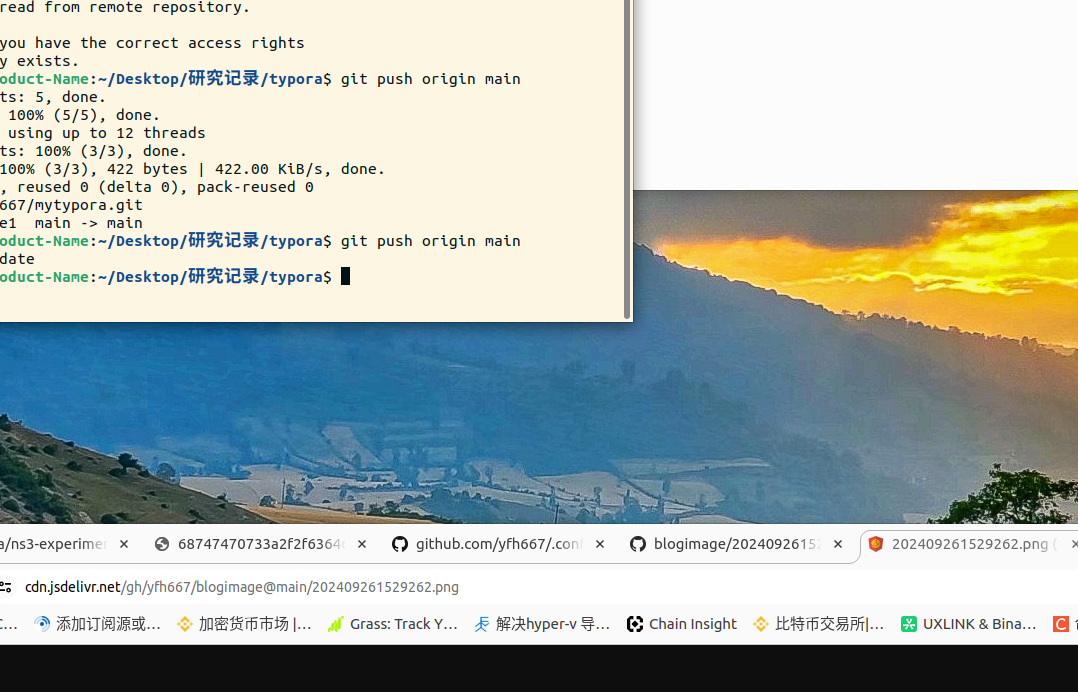 read from remote repository.
you have the correct access rights
y exists.
oduct-Name:~/Desktop/研究记录/typora$ git push origin main
ts: 5, done.
100% (5/5), done.
using up to 12 threads
ts: 100% (3/3), done.
100% (3/3), 422 bytes | 422.00 KiB/s, done.
, reused 0 (delta 0), pack-reused 0
667/mytypora.git
e1  main -> main
oduct-Name:~/Desktop/研究记录/typora$ git push origin main
date
oduct-Name:~/Desktop/研究记录/typora$
a/ns3-experimen × 68747470733a2f2f6364 × github.com/yfh667/.conf × blogimage/2024092615 × 202409261529262.png ( ×
cdn.jsdelivr.net/gh/yfh667/blogimage@main/202409261529262.png
… 添加订阅源或… 加密货币市场 |… Grass: Track Y… 解决hyper-v 导… Chain Insight 比特币交易所|… UXLINK & Bina… C